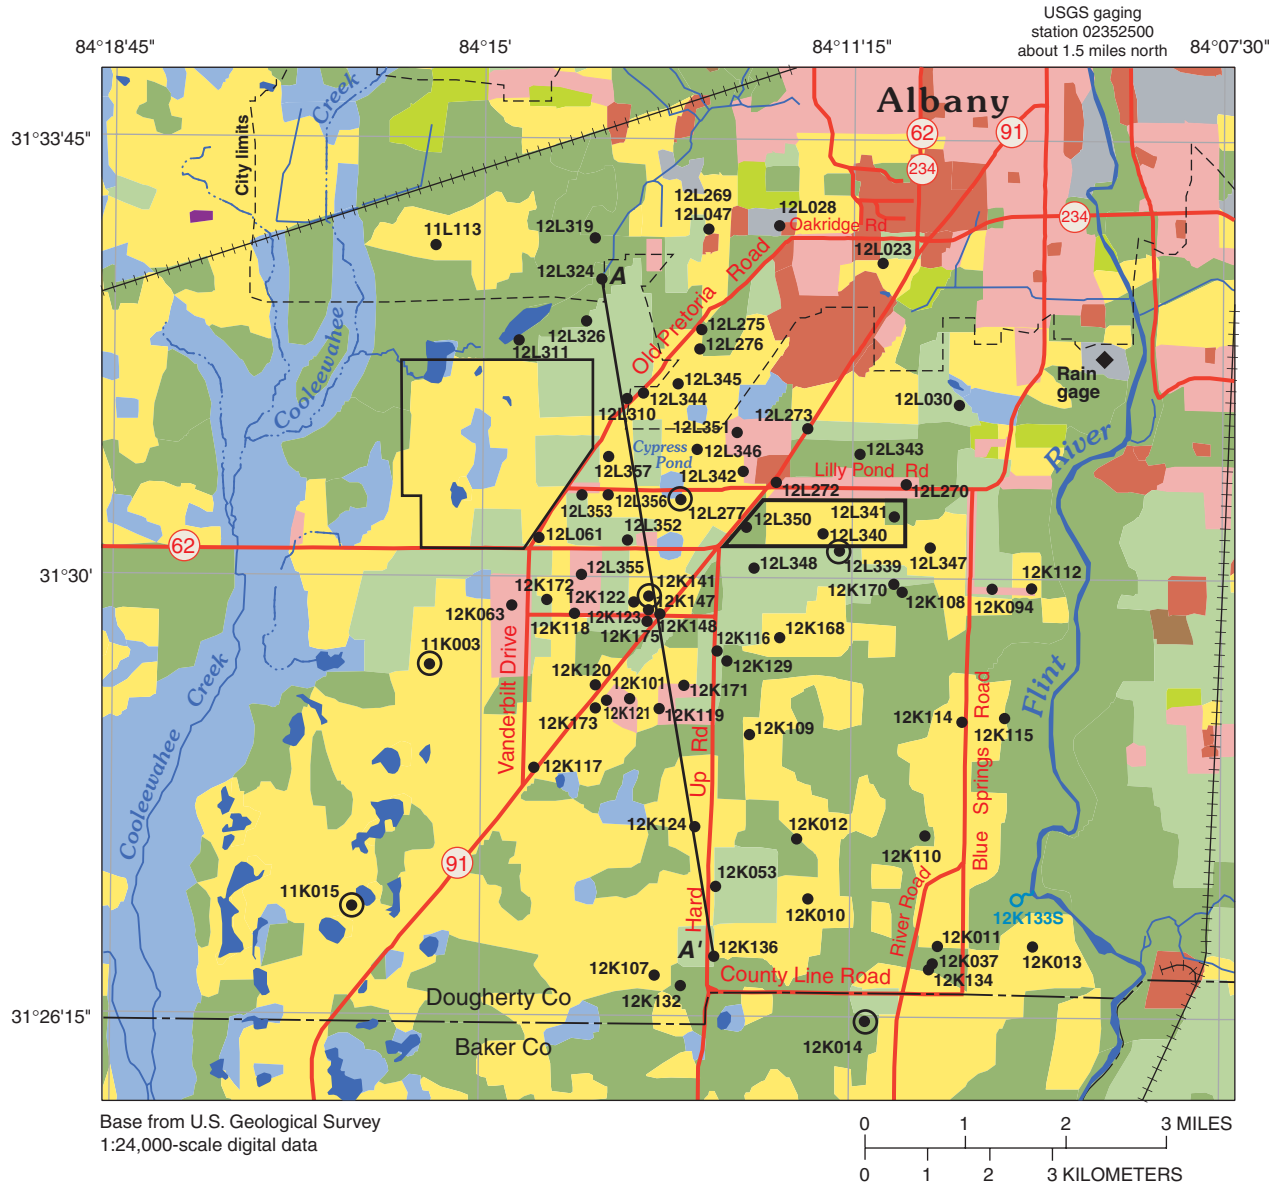 USGS gaging
station 02352500
about 1.5 miles north
84°18'45"
84°15'
84°11'15"
84°07'30"
31°33'45"
31°30'
31°26'15"
Creek
City limits
Albany
62
91
234
234
12L269
12L047
12L028
Oakridge Rd
11L113
12L319
12L023
12L324
A
Old Pretoria Road
12L326
12L311
12L275
12L276
Cooleewahee
Rain
gage
12L345
12L344
12L310
12L030
12L351
12L273
River
Cypress
Pond
12L346
12L343
12L357
12L342
Lilly Pond Rd
12L272
12L270
12L353
12L356
12L277
12L350
12L341
12L061
12L352
12L340
62
12L339
12L347
12L348
12L355
12K141
12K172
12K122
12K147
12K170
12K108
12K112
12K094
12K063
12K118
12K123
12K148
12K175
12K116
12K168
11K003
12K129
Vanderbilt Drive
Creek
12K120
12K101
12K171
12K121
12K119
12K173
12K109
12K114
12K115
Flint
Blue Springs Road
Hard Up Rd
12K117
Cooleewahee
12K124
12K012
12K110
91
12K053
11K015
12K010
River Road
12K133S
12K011
12K136
A'
12K037
12K013
12K107
County Line Road
12K134
12K132
Dougherty Co
Baker Co
12K014
Base from U.S. Geological Survey
1:24,000-scale digital data
0 1 2 3 MILES
0 1 2 3 KILOMETERS